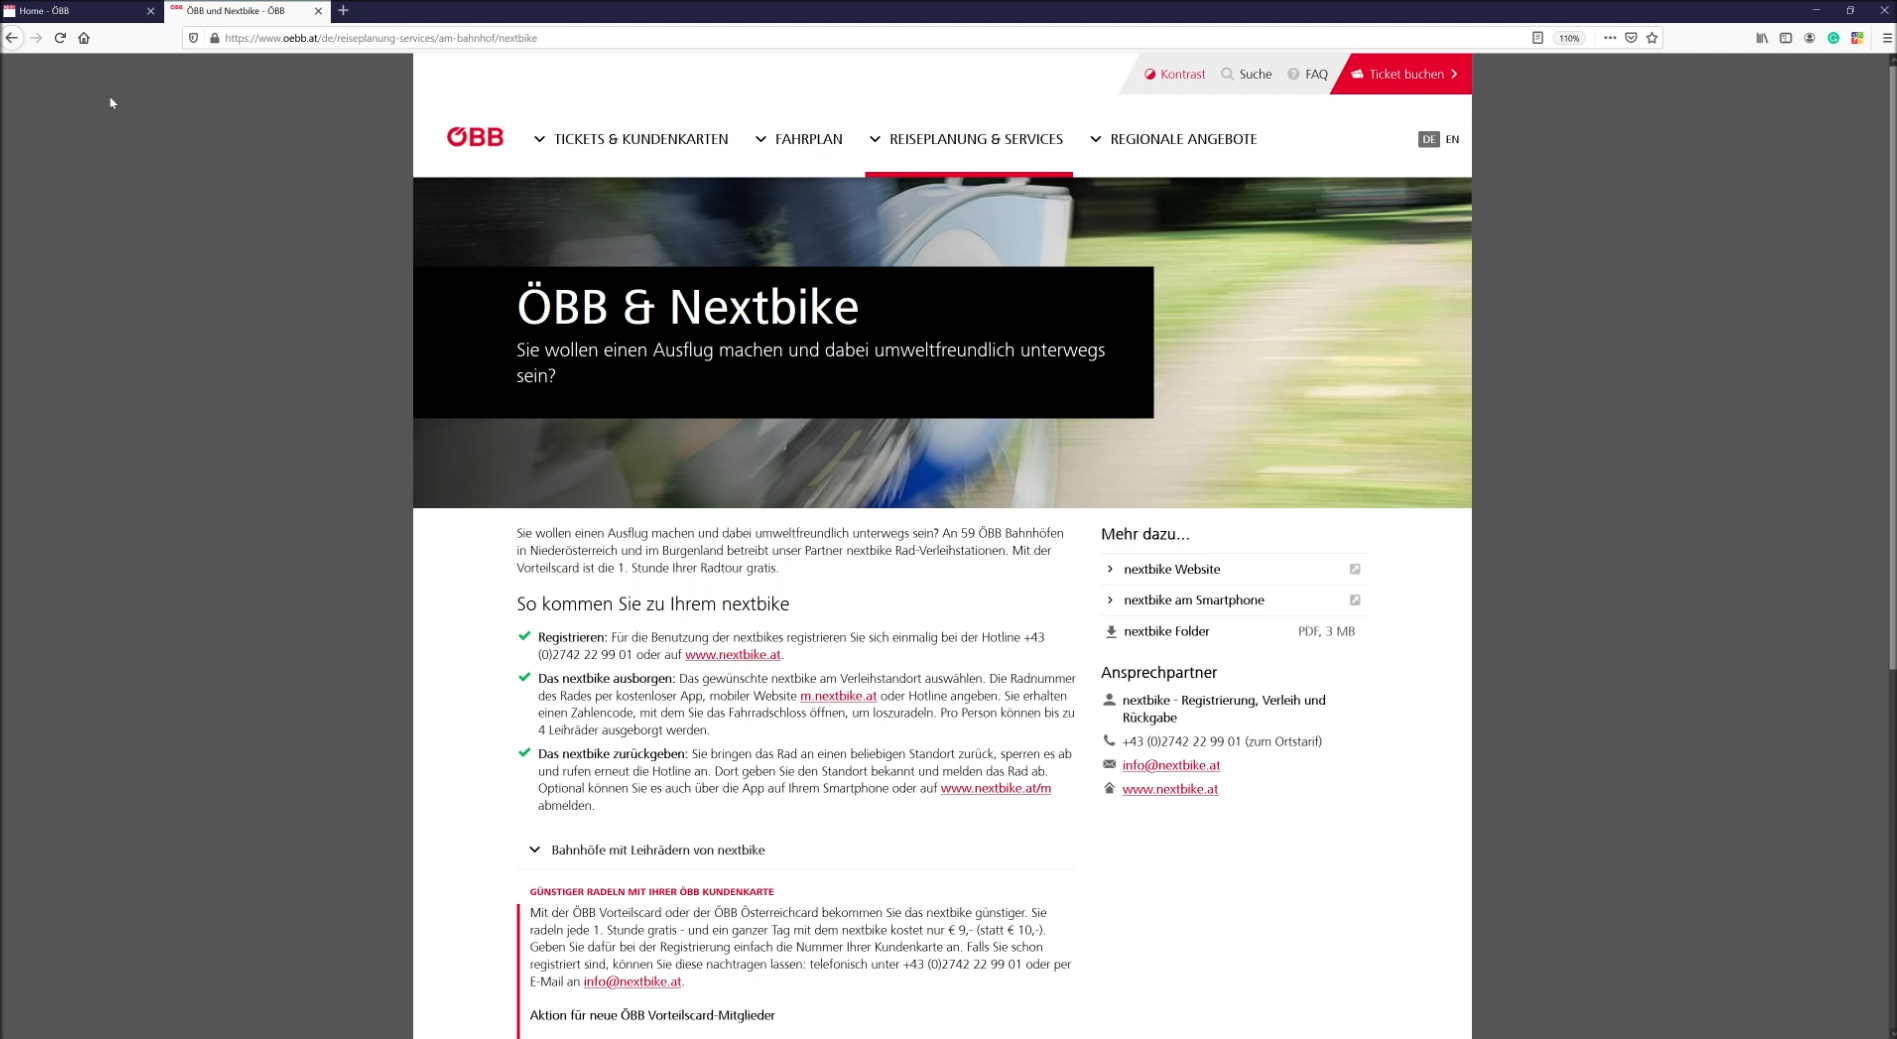 Home - ÖBB
ÖBB und Nextbike - ÖBB
https://www.oebb.at/de/reiseplanung-services/am-bahnhof/nextbike
110%
Kontrast
Suche
FAQ
Ticket buchen
ÖBB
TICKETS & KUNDENKARTEN
FAHRPLAN
REISEPLANUNG & SERVICES
REGIONALE ANGEBOTE
DE EN
ÖBB & Nextbike
Sie wollen einen Ausflug machen und dabei umweltfreundlich unterwegs
sein?
Sie wollen einen Ausflug machen und dabei umweltfreundlich unterwegs sein? An 59 ÖBB Bahnhöfen
in Niederösterreich und im Burgenland betreibt unser Partner nextbike Rad-Verleihstationen. Mit der
Vorteilscard ist die 1. Stunde Ihrer Radtour gratis.
So kommen Sie zu Ihrem nextbike
Registrieren: Für die Benutzung der nextbikes registrieren Sie sich einmalig bei der Hotline +43
(0)2742 22 99 01 oder auf www.nextbike.at.
Das nextbike ausborgen: Das gewünschte nextbike am Verleihstandort auswählen. Die Radnummer
des Rades per kostenloser App, mobiler Website m.nextbike.at oder Hotline angeben. Sie erhalten
einen Zahlencode, mit dem Sie das Fahrradschloss öffnen, um loszuradeln. Pro Person können bis zu
4 Leihräder ausgeborgt werden.
Das nextbike zurückgeben: Sie bringen das Rad an einen beliebigen Standort zurück, sperren es ab
und rufen erneut die Hotline an. Dort geben Sie den Standort bekannt und melden das Rad ab.
Optional können Sie es auch über die App auf Ihrem Smartphone oder auf www.nextbike.at/m
abmelden.
Bahnhöfe mit Leihrädern von nextbike
GÜNSTIGER RADELN MIT IHRER ÖBB KUNDENKARTE
Mit der ÖBB Vorteilscard oder der ÖBB Österreichcard bekommen Sie das nextbike günstiger. Sie
radeln jede 1. Stunde gratis - und ein ganzer Tag mit dem nextbike kostet nur € 9,- (statt € 10,-).
Geben Sie dafür bei der Registrierung einfach die Nummer Ihrer Kundenkarte an. Falls Sie schon
registriert sind, können Sie diese nachtragen lassen: telefonisch unter +43 (0)2742 22 99 01 oder per
E-Mail an info@nextbike.at.
Aktion für neue ÖBB Vorteilscard-Mitglieder
Mehr dazu...
nextbike Website
nextbike am Smartphone
nextbike Folder PDF, 3 MB
Ansprechpartner
nextbike - Registrierung, Verleih und
Rückgabe
+43 (0)2742 22 99 01 (zum Ortstarif)
info@nextbike.at
www.nextbike.at